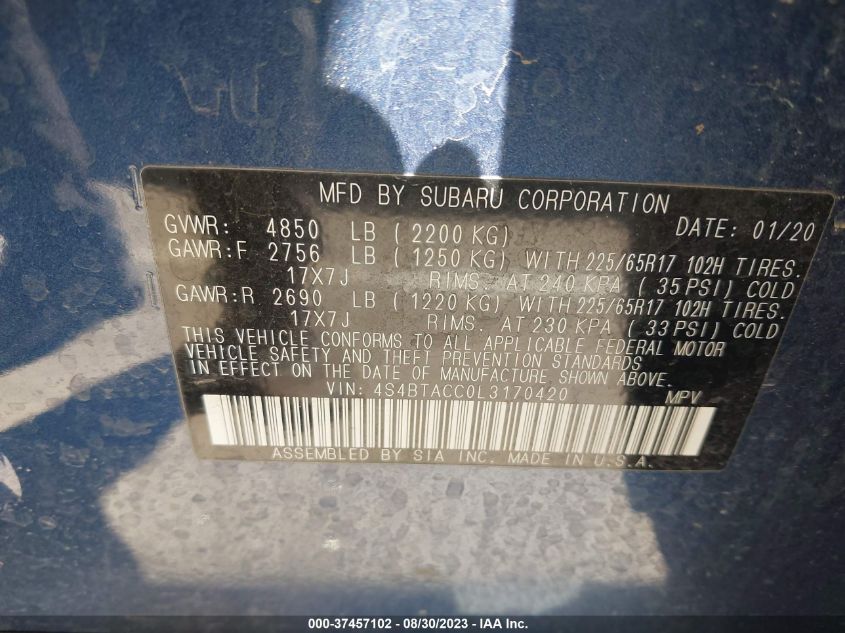 MFD BY SUBARU CORPORATION
GVWR: 4850 LB ( 2200 KG) DATE: 01/20
GAWR:F 2756 LB ( 1250 KG) WITH 225/65R17 102H TIRES.
17X7J RIMS. AT 240 KPA ( 35 PSI) COLD
GAWR:R 2690 LB ( 1220 KG) WITH 225/65R17 102H TIRES.
17X7J RIMS. AT 230 KPA ( 33 PSI) COLD
THIS VEHICLE CONFORMS TO ALL APPLICABLE FEDERAL MOTOR
VEHICLE SAFETY AND THEFT PREVENTION STANDARDS
IN EFFECT ON THE DATE OF MANUFACTURE SHOWN ABOVE.
VIN: 4S4BTACC0L3170420 MPV
ASSEMBLED BY SIA INC. MADE IN U.S.A.
000-37457102 - 08/30/2023 - IAA Inc.